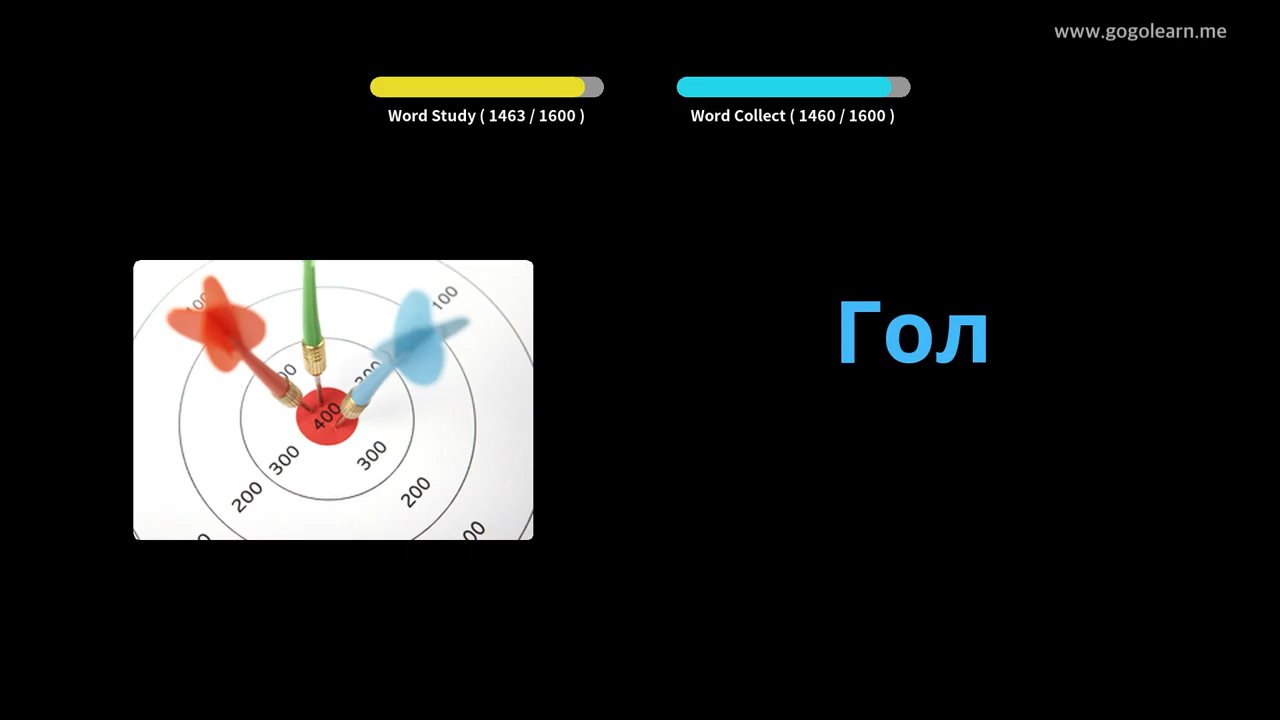 www.gogolearn.me
Word Study ( 1463 / 1600 )
Word Collect ( 1460 / 1600 )
Гол
100
100
400
300
300
200
200